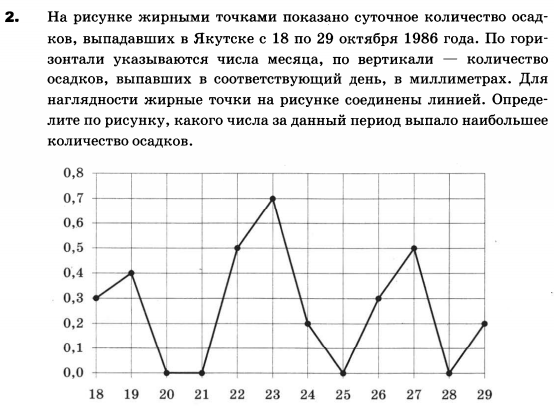 2. На рисунке жирными точками показано суточное количество осад-
ков, выпадавших в Якутске с 18 по 29 октября 1986 года. По гори-
зонтали указываются числа месяца, по вертикали — количество
осадков, выпавших в соответствующий день, в миллиметрах. Для
наглядности жирные точки на рисунке соединены линией. Опреде-
лите по рисунку, какого числа за данный период выпало наибольшее
количество осадков.
0,8
0,7
0,6
0,5
0,4
0,3
0,2
0,1
0,0
18 19 20 21 22 23 24 25 26 27 28 29